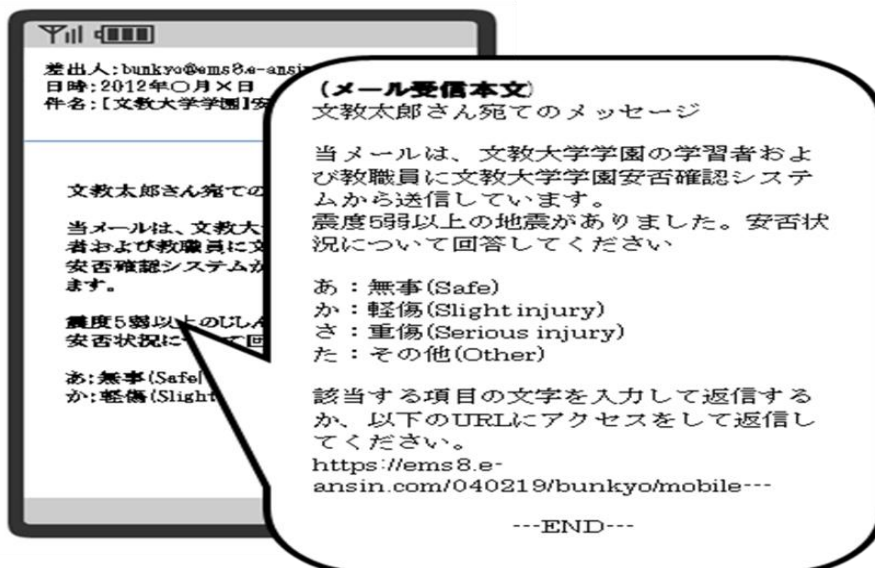 差出人:bunkyo@ems8.e-ansin
日時:2012年〇月×日
件名:[文教大学学園]安
文教太郎さん宛ての
当メールは、文教大
者および教職員に文
安否確認システムか
ます。
震度5弱以上のじしん
安否状況に て回
あ:無事(Safe
か:軽傷(Slight
(メール受信本文)
文教太郎さん宛てのメッセージ
当メールは、文教大学学園の学習者およ
び教職員に文教大学学園安否確認システ
ムから送信しています。
震度5弱以上の地震がありました。安否状
況について回答してください
あ：無事(Safe)
か：軽傷(Slight injury)
さ：重傷(Serious injury)
た：その他(Other)
該当する項目の文字を入力して返信する
か、以下のURLにアクセスをして返信し
てください。
https://ems8.e-
ansin.com/040219/bunkyo/mobile---
---END---